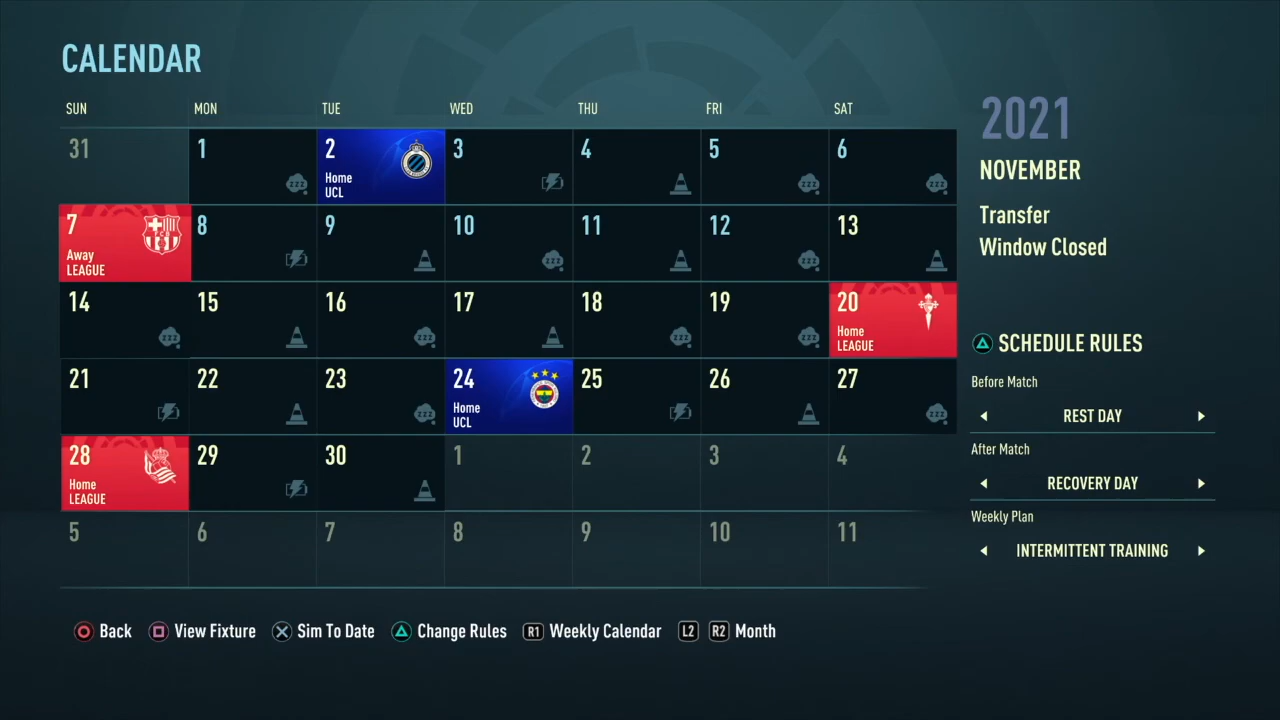 CALENDAR
SUN MON TUE WED THU FRI SAT
31 1 2 3 4 5 6
Home
UCL
7 8 9 10 11 12 13
Away
LEAGUE
14 15 16 17 18 19 20
Home
LEAGUE
21 22 23 24 25 26 27
Home
UCL
28 29 30 1 2 3 4
Home
LEAGUE
5 6 7 8 9 10 11
2021
NOVEMBER
Transfer
Window Closed
SCHEDULE RULES
Before Match
REST DAY
After Match
RECOVERY DAY
Weekly Plan
INTERMITTENT TRAINING
Back View Fixture Sim To Date Change Rules R1 Weekly Calendar L2 R2 Month